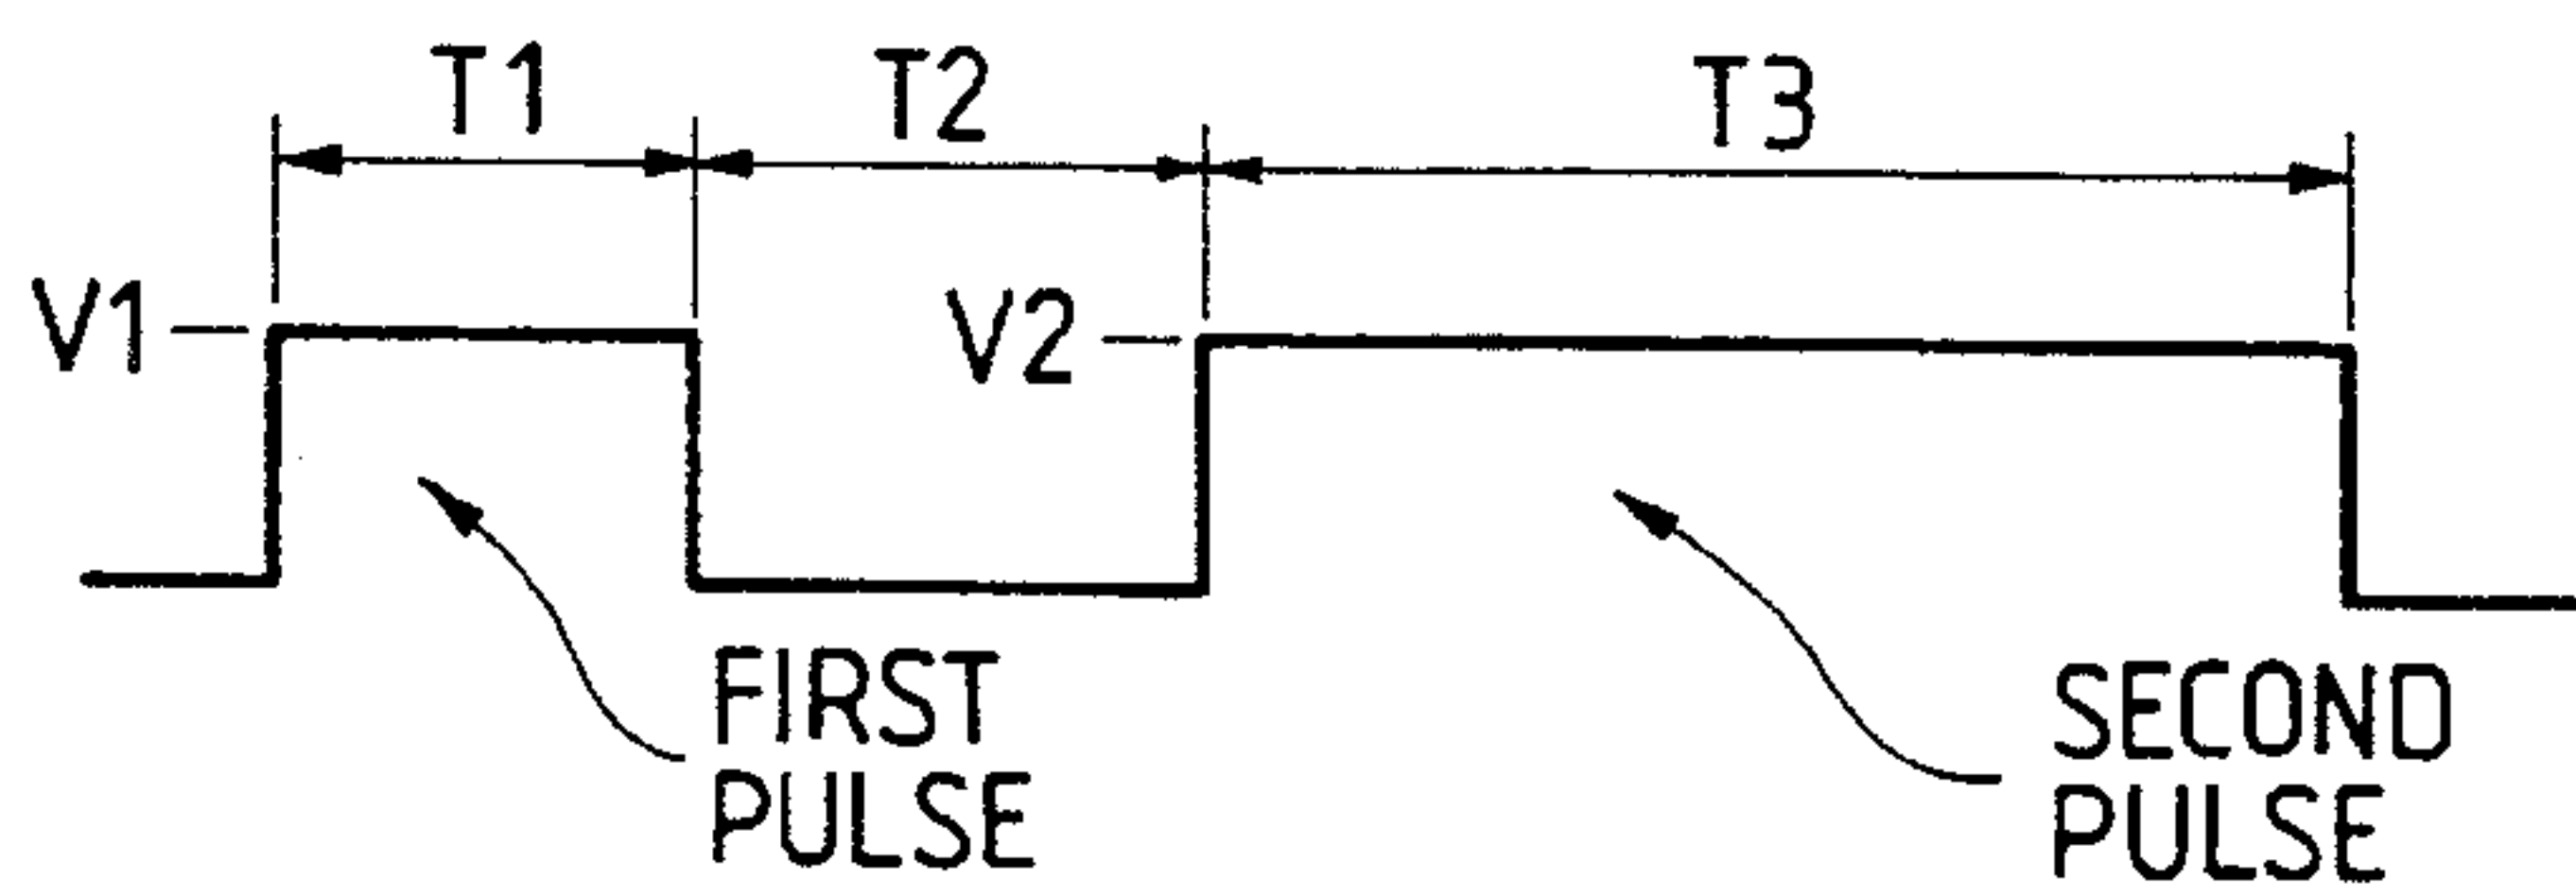 T1
T2
T3
V1
V2
FIRST
PULSE
SECOND
PULSE